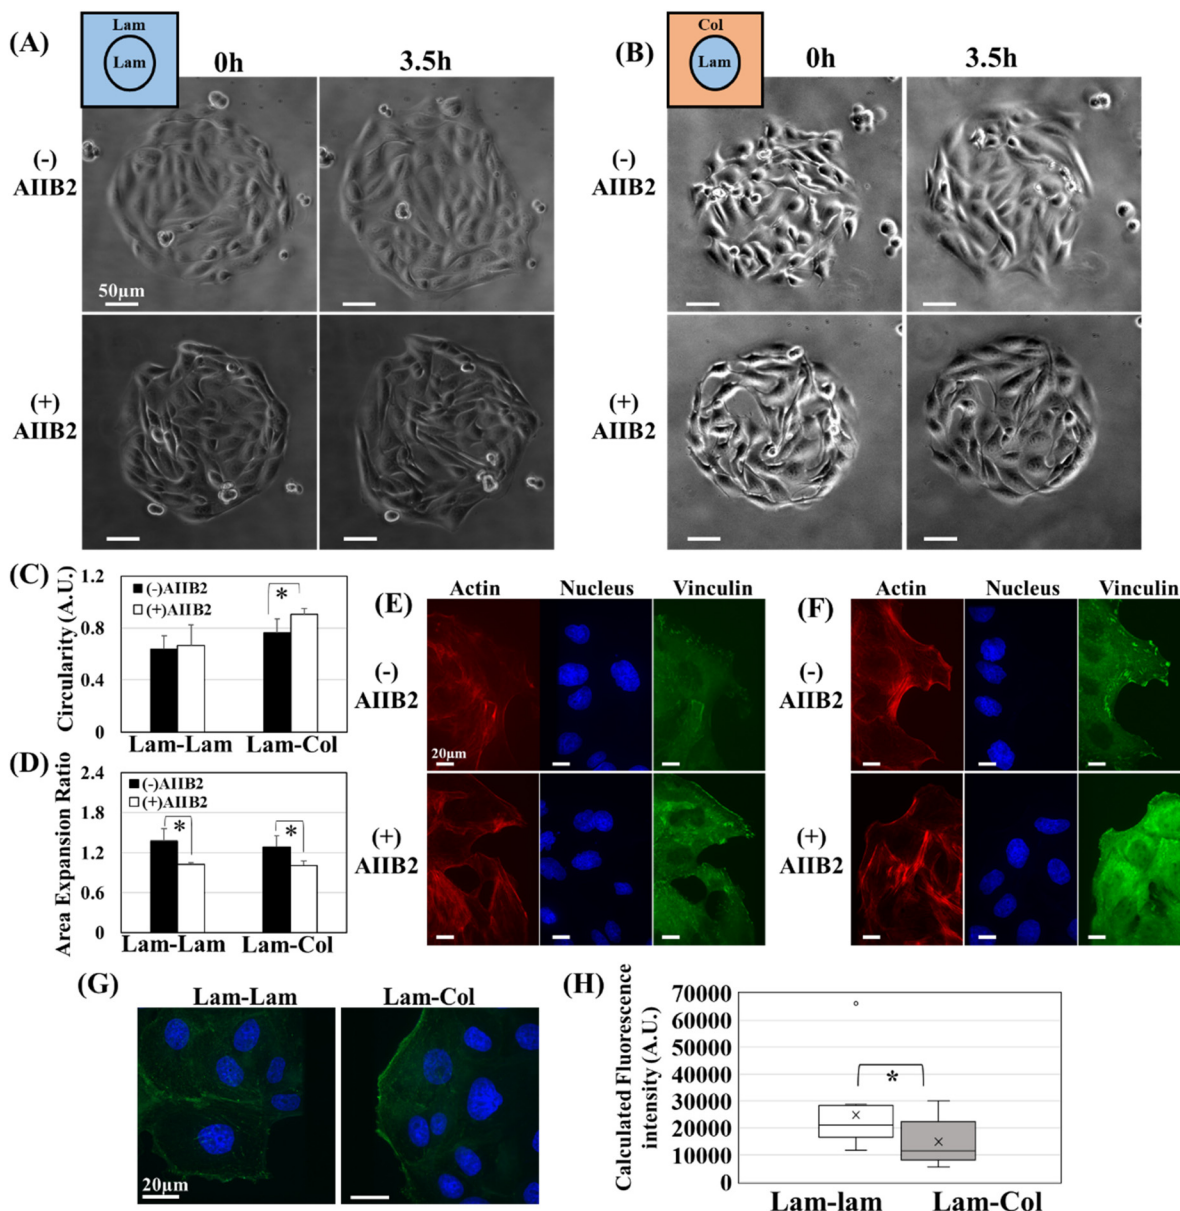 (A)
Lam
Lam
0h
3.5h
(-)
AIIB2
50µm
(+)
AIIB2
(B)
Col
Lam
0h
3.5h
(-)
AIIB2
(+)
AIIB2
(C)
Circularity (A.U.)
1.2
0.8
0.4
0
(-)AIIB2
(+)AIIB2
*
Lam-Lam
Lam-Col
(D)
Area Expansion Ratio
2.4
1.8
1.2
0.6
0
(-)AIIB2
(+)AIIB2
*
*
Lam-Lam
Lam-Col
(E)
Actin
Nucleus
Vinculin
(-)
AIIB2
20µm
(+)
AIIB2
(F)
Actin
Nucleus
Vinculin
(-)
AIIB2
(+)
AIIB2
(G)
Lam-Lam
Lam-Col
20µm
(H)
Calculated Fluorescence
intensity (A.U.)
70000
60000
50000
40000
30000
20000
10000
0
*
Lam-lam
Lam-Col